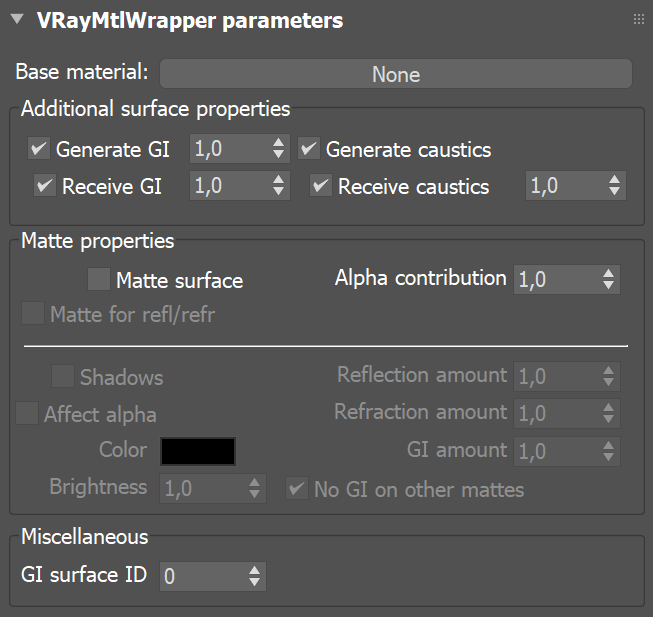 VRayMtlWrapper parameters
Base material: None
Additional surface properties
Generate GI 1,0 Generate caustics
Receive GI 1,0 Receive caustics 1,0
Matte properties
Matte surface Alpha contribution 1,0
Matte for refl/refr
Shadows Reflection amount 1,0
Affect alpha Refraction amount 1,0
Color GI amount 1,0
Brightness 1,0 No GI on other mattes
Miscellaneous
GI surface ID 0